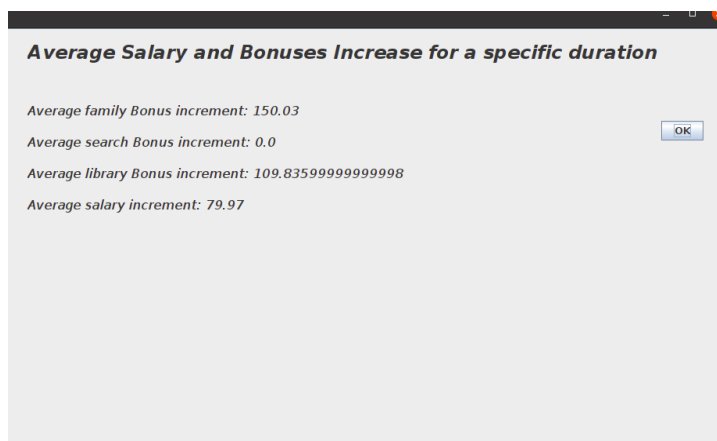 Average Salary and Bonuses Increase for a specific duration
Average family Bonus increment: 150.03
OK
Average search Bonus increment: 0.0
Average library Bonus increment: 109.83599999999998
Average salary increment: 79.97